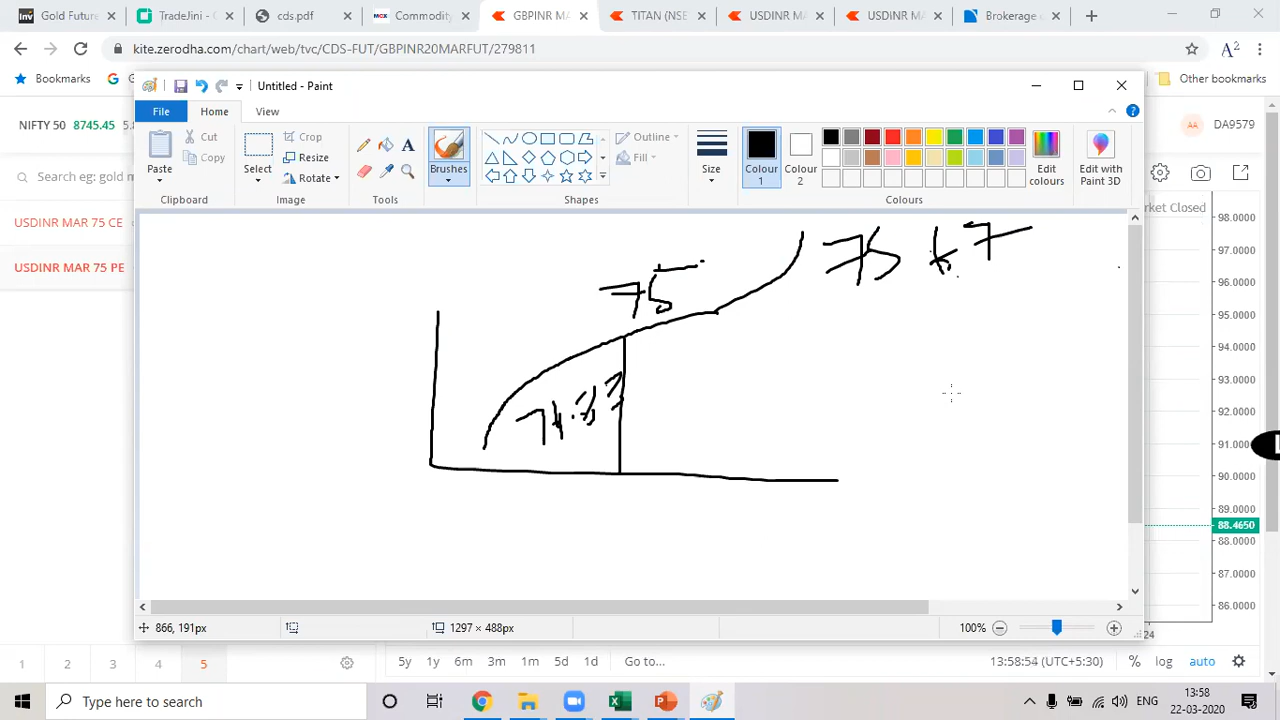 Gold Future
TradeJini - C
cds.pdf
Commodity
GBPINR MA
TITAN (NSE
USDINR MA
USDINR MA
Brokerage c
kite.zerodha.com/chart/web/tvc/CDS-FUT/GBPINR20MARFUT/279811
Bookmarks
Other bookmarks
Untitled - Paint
File
Home
View
NIFTY 50 8745.45
DA9579
Search eg: gold m
USDINR MAR 75 CE
USDINR MAR 75 PE
Paste
Cut
Copy
Clipboard
Select
Crop
Resize
Rotate
Image
Tools
Brushes
Outline
Fill
Shapes
Size
Colour 1
Colour 2
Edit colours
Colours
Edit with Paint 3D
rket Closed
75
75
98.0000
97.0000
96.0000
95.0000
94.0000
93.0000
92.0000
91.0000
90.0000
89.0000
88.4650
88.0000
87.0000
86.0000
24
866, 191px
1297 × 488px
100%
1 2 3 4 5
5y 1y 6m 3m 1m 5d 1d Go to...
13:58:54 (UTC+5:30) % log auto
Type here to search
ENG
13:58
22-03-2020